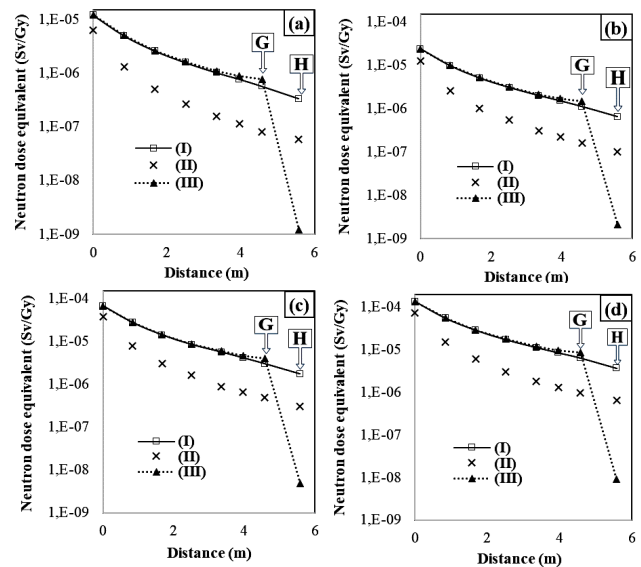 Neutron dose equivalent (Sv/Gy)
1,E-05
1,E-06
1,E-07
1,E-08
1,E-09
(a)
G
H
(I)
(II)
(III)
0 2 4 6
Distance (m)
Neutron dose equivalent (Sv/Gy)
1,E-04
1,E-05
1,E-06
1,E-07
1,E-08
1,E-09
(b)
G
H
(I)
(II)
(III)
0 2 4 6
Distance (m)
Neutron dose equivalent (Sv/Gy)
1,E-04
1,E-05
1,E-06
1,E-07
1,E-08
1,E-09
(c)
G
H
(I)
(II)
(III)
0 2 4 6
Distance (m)
Neutron dose equivalent (Sv/Gy)
1,E-04
1,E-05
1,E-06
1,E-07
1,E-08
1,E-09
(d)
G
H
(I)
(II)
(III)
0 2 4 6
Distance (m)